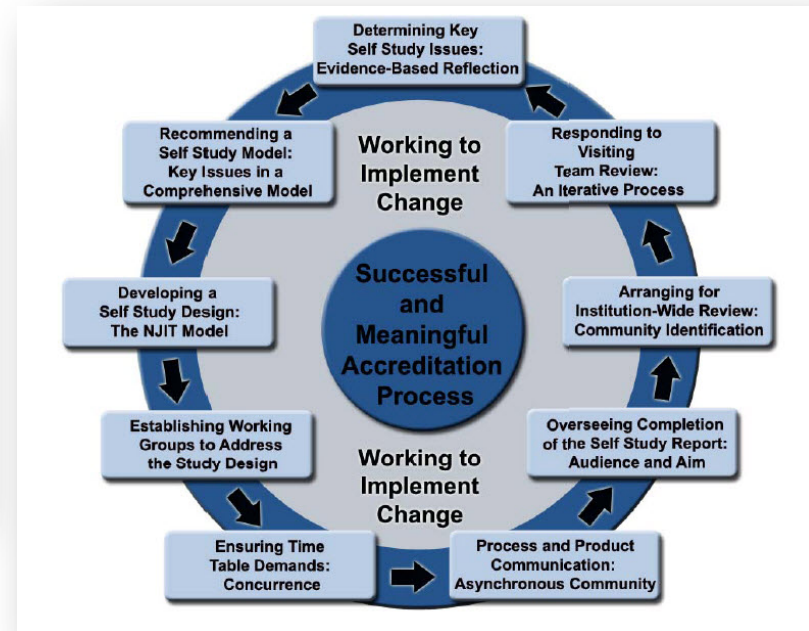 Determining Key
Self Study Issues:
Evidence-Based Reflection
Recommending a
Self Study Model:
Key Issues in a
Comprehensive Model
Developing a
Self Study Design:
The NJIT Model
Establishing Working
Groups to Address
the Study Design
Ensuring Time
Table Demands:
Concurrence
Process and Product
Communication:
Asynchronous Community
Overseeing Completion
of the Self Study Report:
Audience and Aim
Arranging for
Institution-Wide Review:
Community Identification
Responding to
Visiting
Team Review:
An Iterative Process
Working to
Implement
Change
Successful
and
Meaningful
Accreditation
Process
Working to
Implement
Change